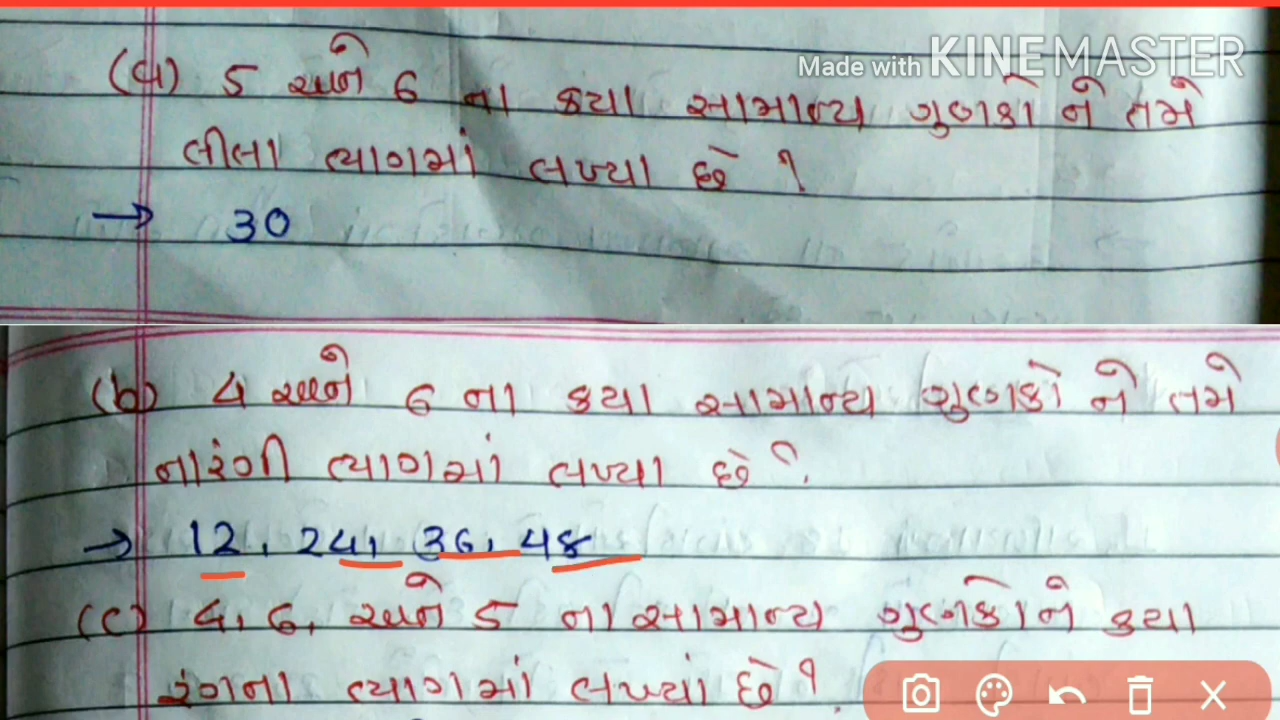 Made with KINEMASTER
(a) 5 અને 6 ના કયા સામાન્ય ગુણકો ને તમે
લીલા ભાગમાં લખ્યા છે ?
→ 30
(b) 4 અને 6 ના કયા સામાન્ય ગુણકો ને તમે
નારંગી ભાગમાં લખ્યા છે ?
→ 12, 24, 36, 48
(c) 4, 6, અને 5 ના સામાન્ય ગુણકોને કયા
રંગના ભાગમાં લખ્યાં છે ?